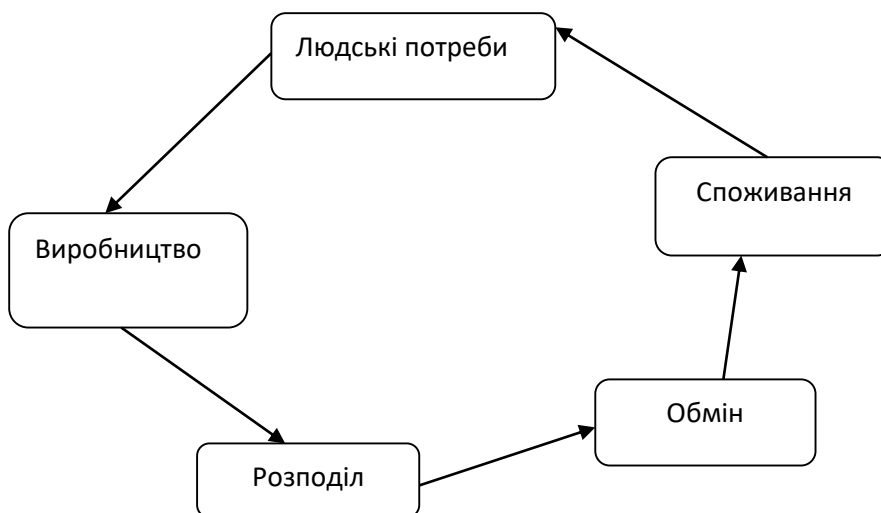 Людські потреби
Споживання
Виробництво
Обмін
Розподіл